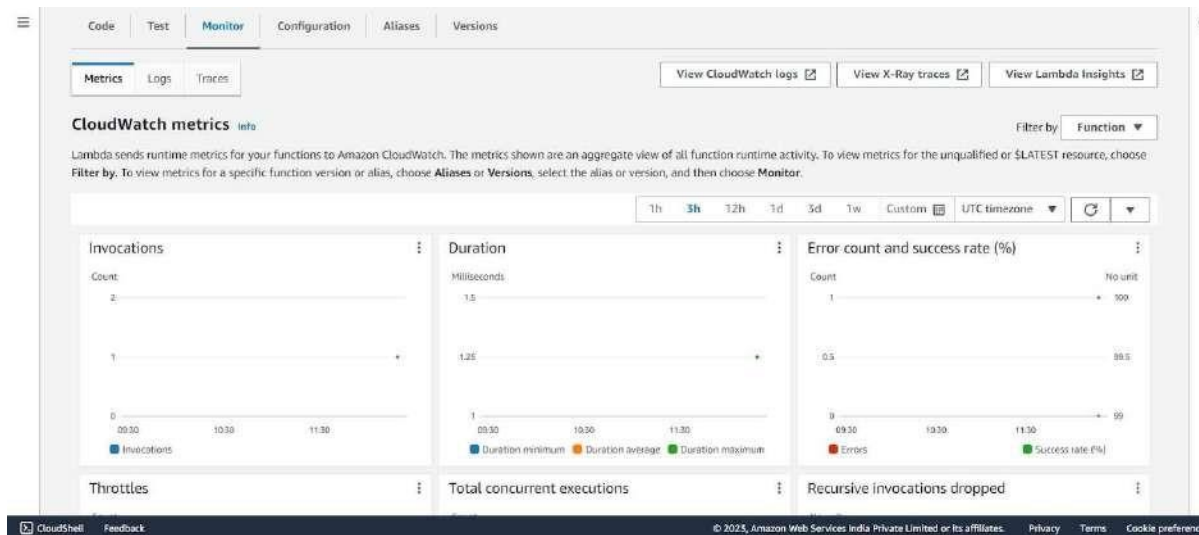 Code Test Monitor Configuration Aliases Versions
Metrics Logs Traces
View CloudWatch logs View X-Ray traces View Lambda Insights
CloudWatch metrics Info
Filter by Function
Lambda sends runtime metrics for your functions to Amazon CloudWatch. The metrics shown are an aggregate view of all function runtime activity. To view metrics for the unqualified or $LATEST resource, choose
Filter by. To view metrics for a specific function version or alias, choose Aliases or Versions, select the alias or version, and then choose Monitor.
1h 3h 12h 1d 3d 1w Custom UTC timezone
Invocations
Count
2
1
0
09:30 10:30 11:30
Invocations
Duration
Milliseconds
1.5
1.25
1
09:30 10:30 11:30
Duration minimum Duration average Duration maximum
Error count and success rate (%)
Count No unit
1 100
0.5 99.5
0 99
09:30 10:30 11:30
Errors Success rate (%)
Throttles
Total concurrent executions
Recursive invocations dropped
CloudShell Feedback © 2023, Amazon Web Services India Private Limited or its affiliates. Privacy Terms Cookie